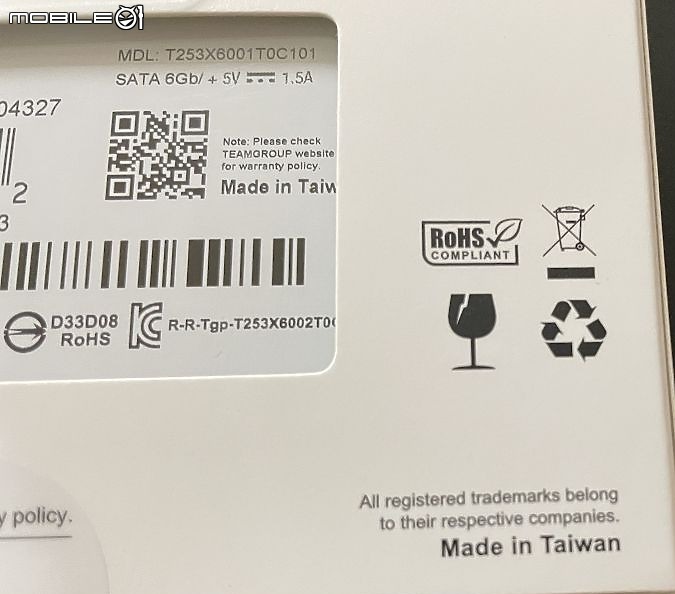 MOBILE01
MDL: T253X6001T0C101
SATA 6Gb/ + 5V 1.5A
04327
Note: Please check
TEAMGROUP website
for warranty policy.
Made in Taiw
2
3
RoHS
COMPLIANT
D33D08
RoHS
R-R-Tgp-T253X6002T0
y policy.
All registered trademarks belong
to their respective companies.
Made in Taiwan